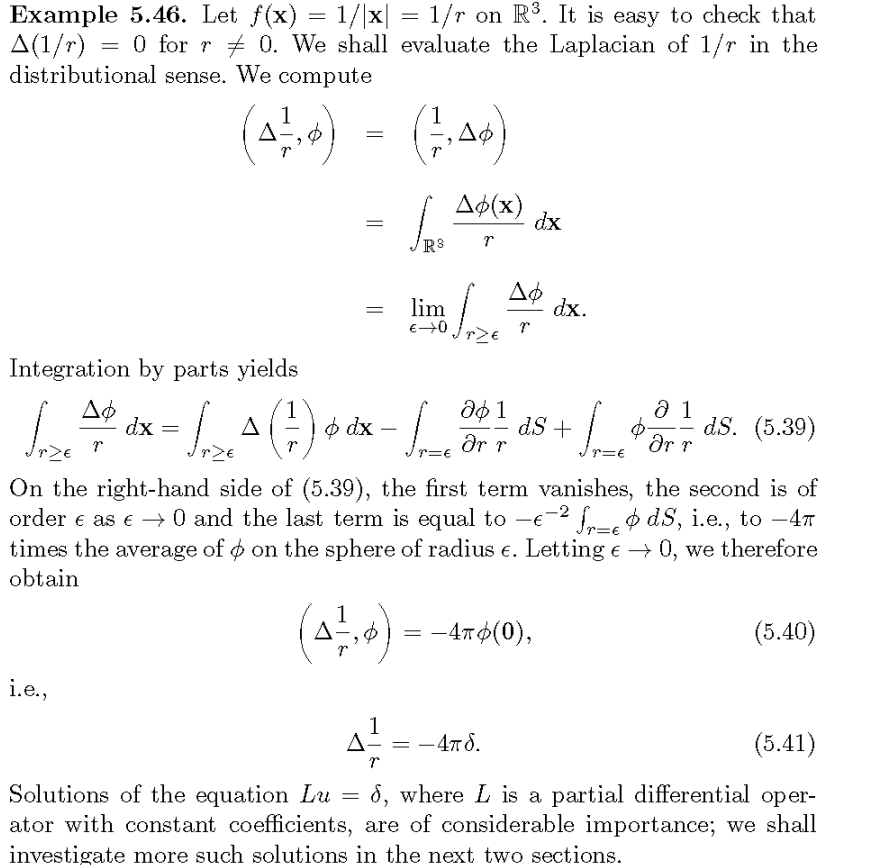 Example 5.46. Let f(x) = 1/|x| = 1/r on ℝ³. It is easy to check that
Δ(1/r) = 0 for r ≠ 0. We shall evaluate the Laplacian of 1/r in the
distributional sense. We compute
(Δ 1/r, ϕ) = (1/r, Δϕ)
= ∫_{ℝ³} Δϕ(x)/r dx
= lim_{ϵ→0} ∫_{r≥ϵ} Δϕ/r dx.
Integration by parts yields
∫_{r≥ϵ} Δϕ/r dx = ∫_{r≥ϵ} Δ(1/r) ϕ dx − ∫_{r=ϵ} ∂ϕ/∂r 1/r dS + ∫_{r=ϵ} ϕ ∂/∂r 1/r dS. (5.39)
On the right-hand side of (5.39), the first term vanishes, the second is of
order ϵ as ϵ → 0 and the last term is equal to −ϵ⁻² ∫_{r=ϵ} ϕ dS, i.e., to −4π
times the average of ϕ on the sphere of radius ϵ. Letting ϵ → 0, we therefore
obtain
(Δ 1/r, ϕ) = −4πϕ(0), (5.40)
i.e.,
Δ 1/r = −4πδ. (5.41)
Solutions of the equation Lu = δ, where L is a partial differential oper-
ator with constant coefficients, are of considerable importance; we shall
investigate more such solutions in the next two sections.